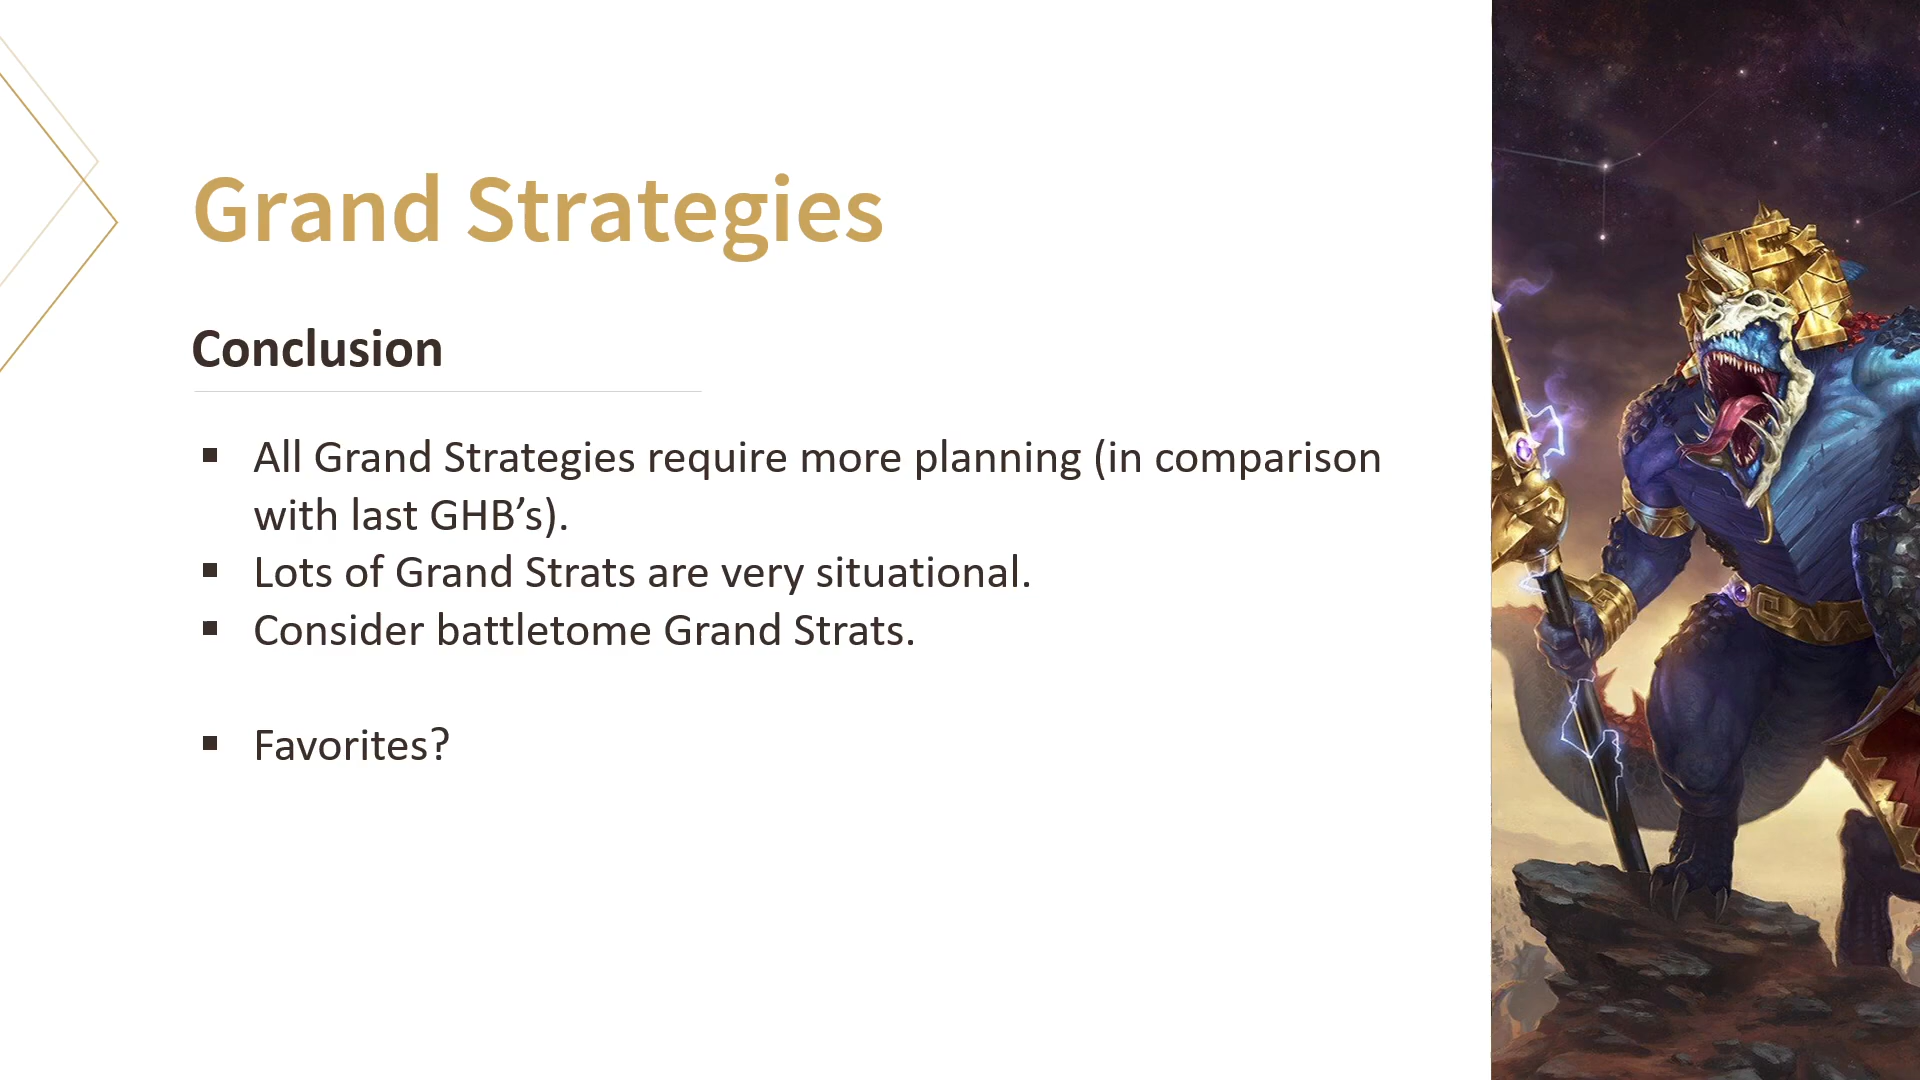 Grand Strategies
Conclusion
▪ All Grand Strategies require more planning (in comparison
with last GHB’s).
▪ Lots of Grand Strats are very situational.
▪ Consider battletome Grand Strats.
▪ Favorites?